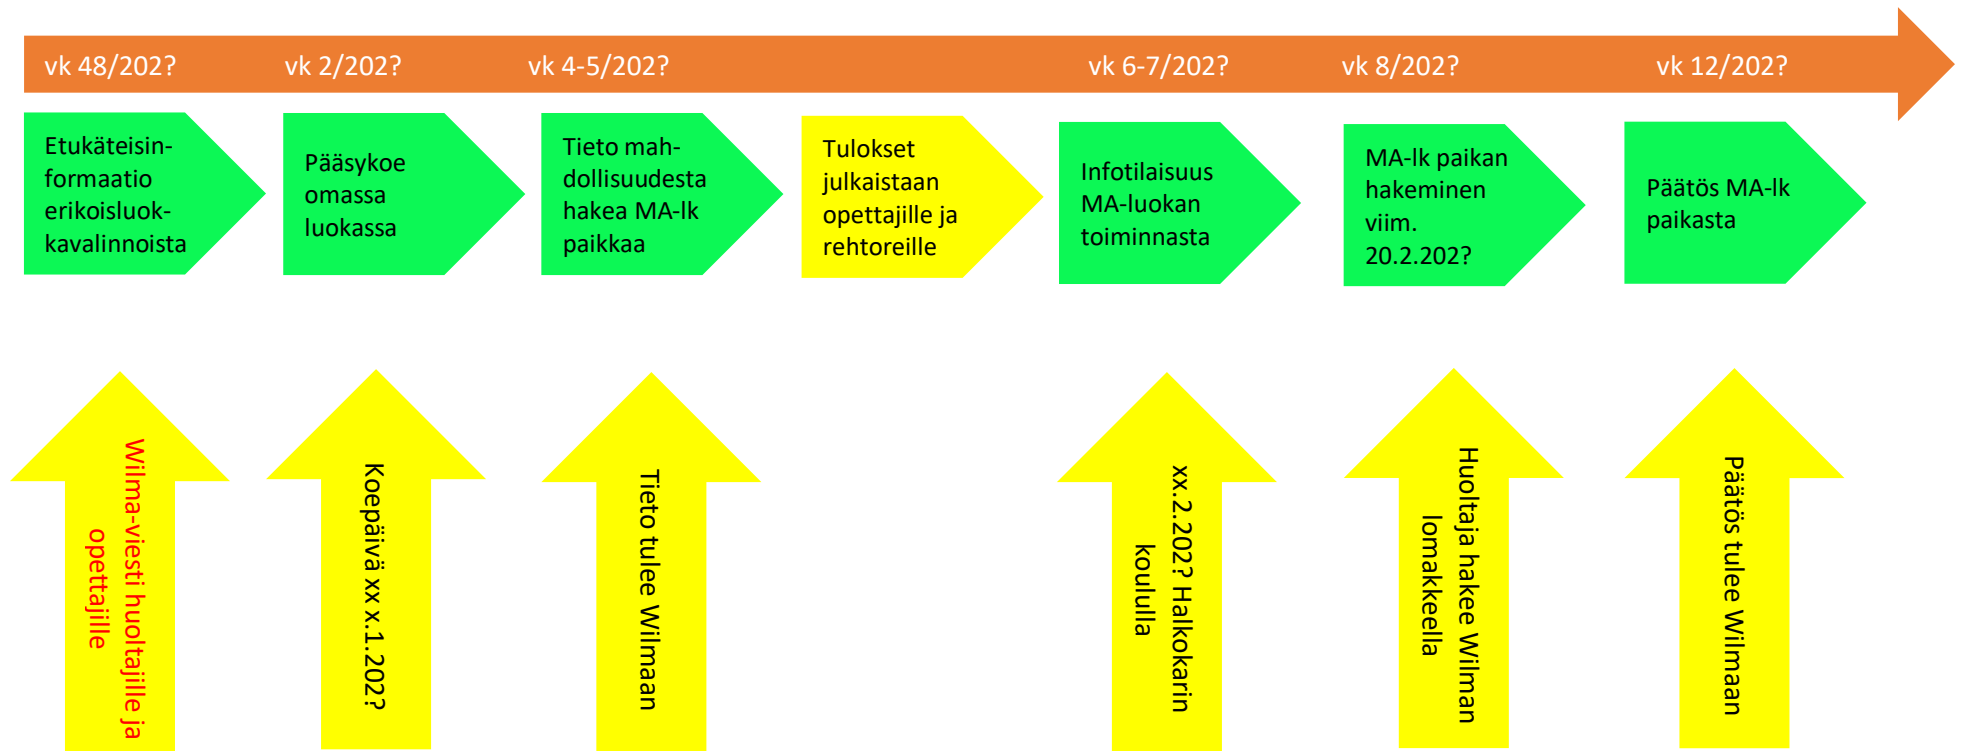 vk 48/202?
vk 2/202?
vk 4-5/202?
vk 6-7/202?
vk 8/202?
vk 12/202?
Etukäteisin-
formaatio
erikoisluok-
kavalinnoista
Pääsykoe
omassa
luokassa
Tieto mah-
dollisuudesta
hakea MA-lk
paikkaa
Tulokset
julkaistaan
opettajille ja
rehtoreille
Infotilaisuus
MA-luokan
toiminnasta
MA-lk paikan
hakeminen
viim.
20.2.202?
Päätös MA-lk
paikasta
Wilma-viesti huoltajille ja
opettajille
Koepäivä xx x.1.202?
Tieto tulee Wilmaan
xx.2.202? Halkokarin
koululla
Huoltaja hakee Wilman
lomakkeella
Päätös tulee Wilmaan